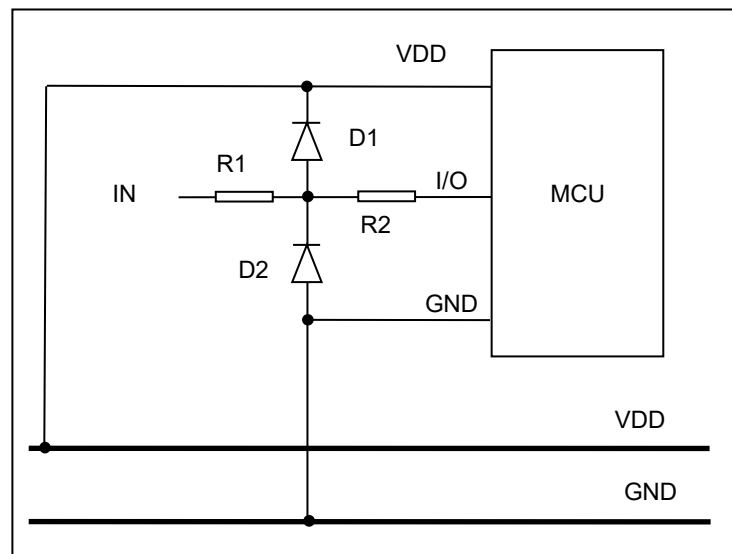 VDD
D1
R1
I/O
IN
MCU
R2
D2
GND
VDD
GND